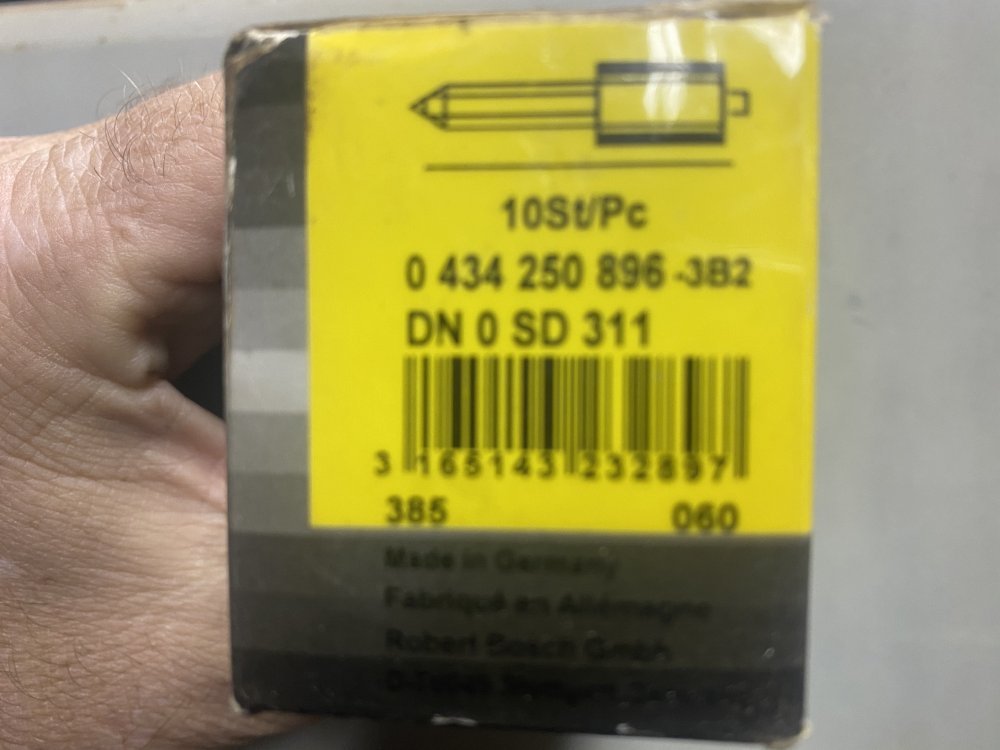 10St/Pc
0 434 250 896 -3B2
DN 0 SD 311
3 165143 232897
385 060
Made in Germany
Fabriqué en Allemagne
Robert Bosch GmbH